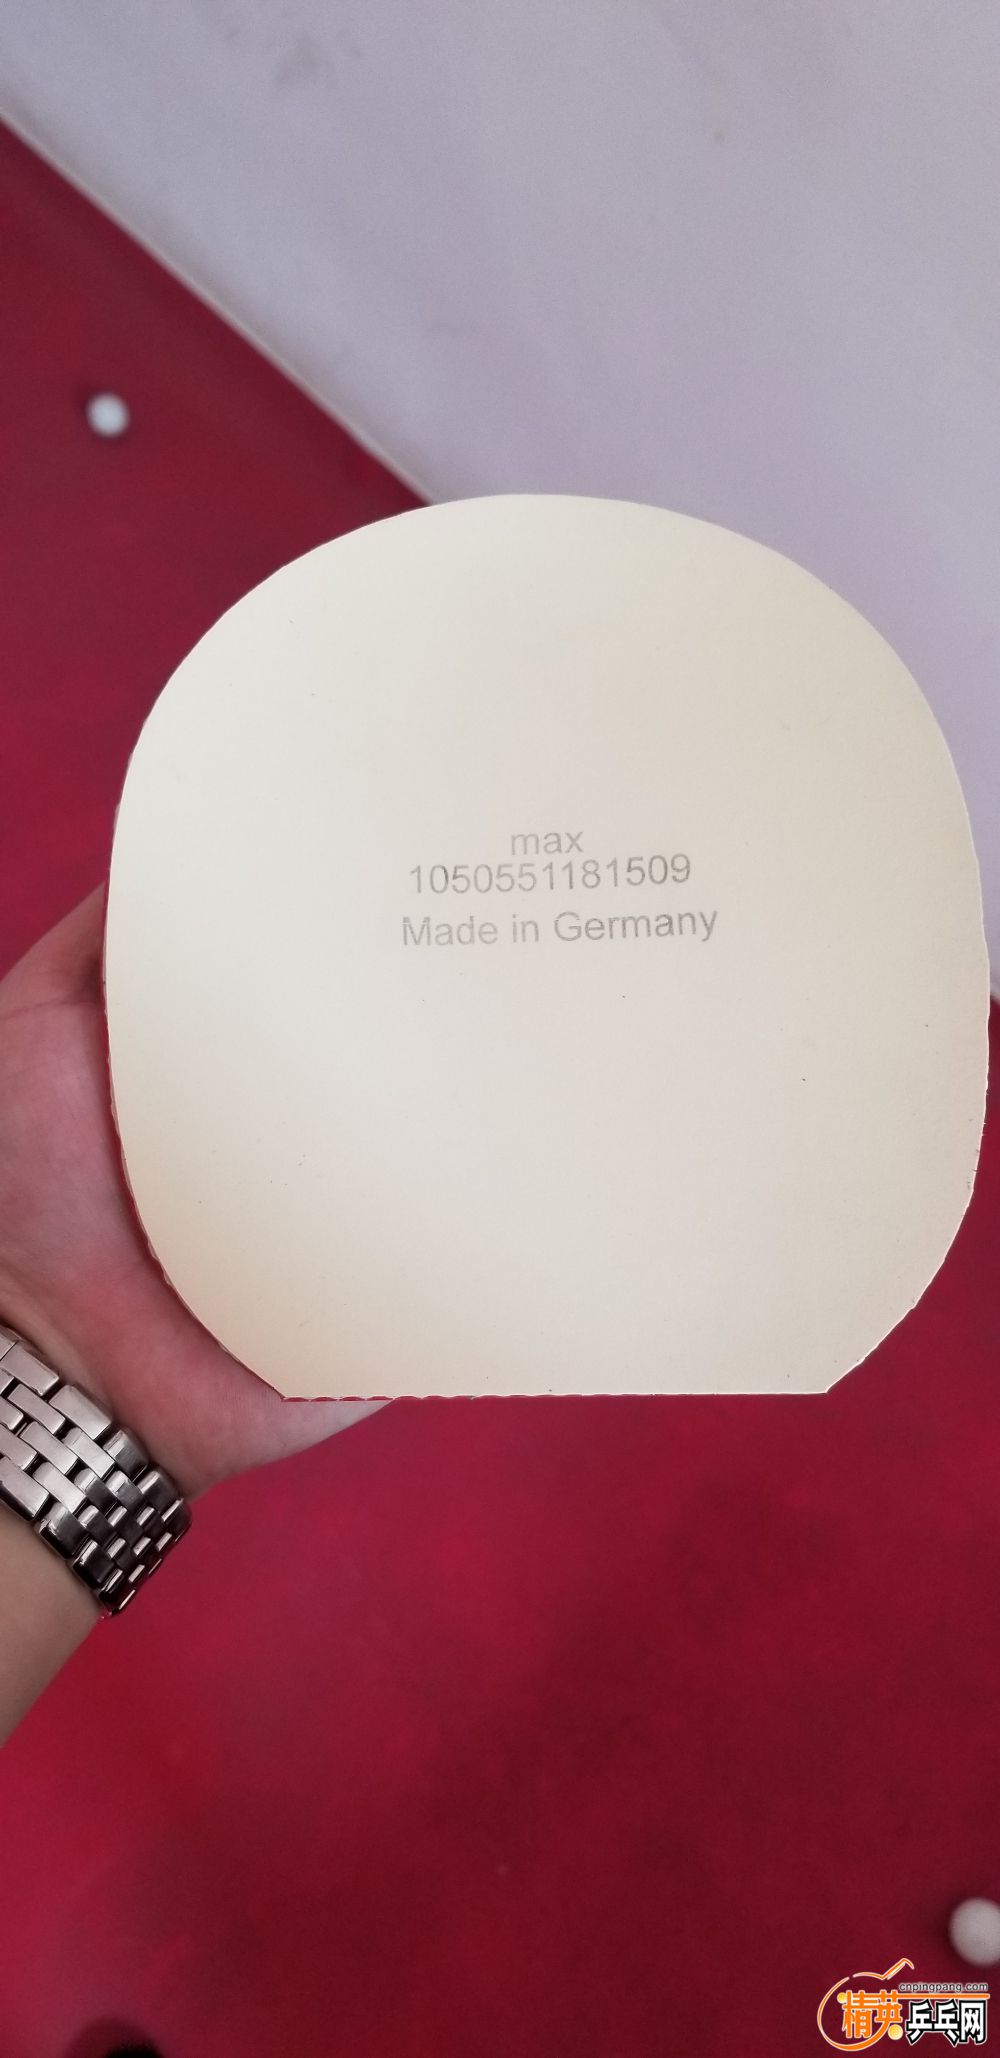 max
1050551181509
Made in Germany
cnpingpang.com
精英乒乓网